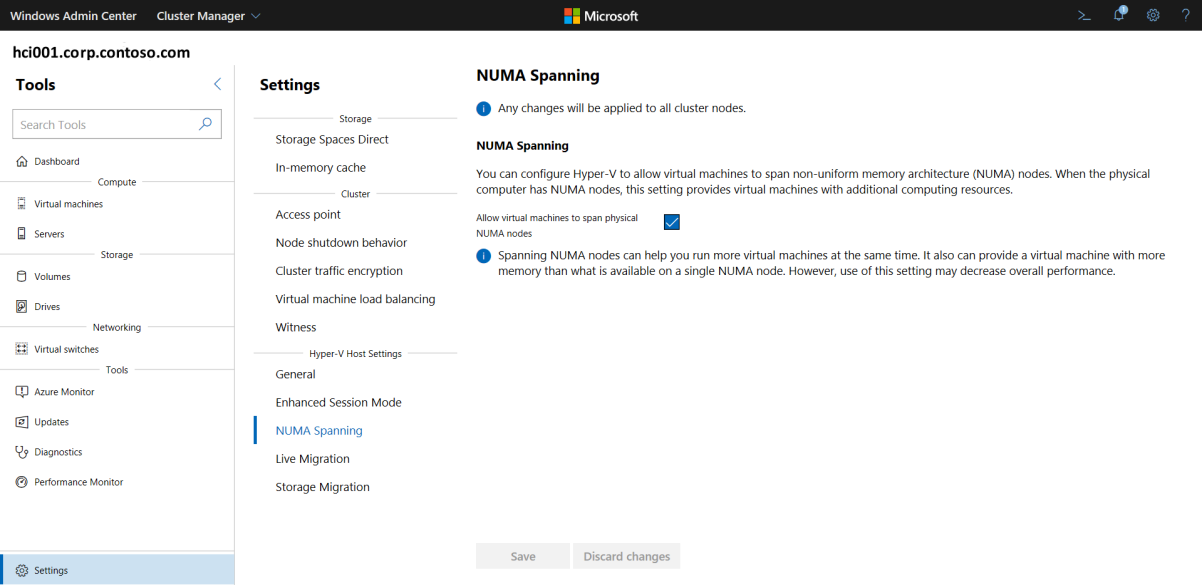 Windows Admin Center
Cluster Manager
Microsoft
1
hci001.corp.contoso.com
Tools
Search Tools
Dashboard
Compute
Virtual machines
Servers
Storage
Volumes
Drives
Networking
Virtual switches
Tools
Azure Monitor
Updates
Diagnostics
Performance Monitor
Settings
Settings
Storage
Storage Spaces Direct
In-memory cache
Cluster
Access point
Node shutdown behavior
Cluster traffic encryption
Virtual machine load balancing
Witness
Hyper-V Host Settings
General
Enhanced Session Mode
NUMA Spanning
Live Migration
Storage Migration
NUMA Spanning
Any changes will be applied to all cluster nodes.
NUMA Spanning
You can configure Hyper-V to allow virtual machines to span non-uniform memory architecture (NUMA) nodes. When the physical
computer has NUMA nodes, this setting provides virtual machines with additional computing resources.
Allow virtual machines to span physical
NUMA nodes
Spanning NUMA nodes can help you run more virtual machines at the same time. It also can provide a virtual machine with more
memory than what is available on a single NUMA node. However, use of this setting may decrease overall performance.
Save
Discard changes